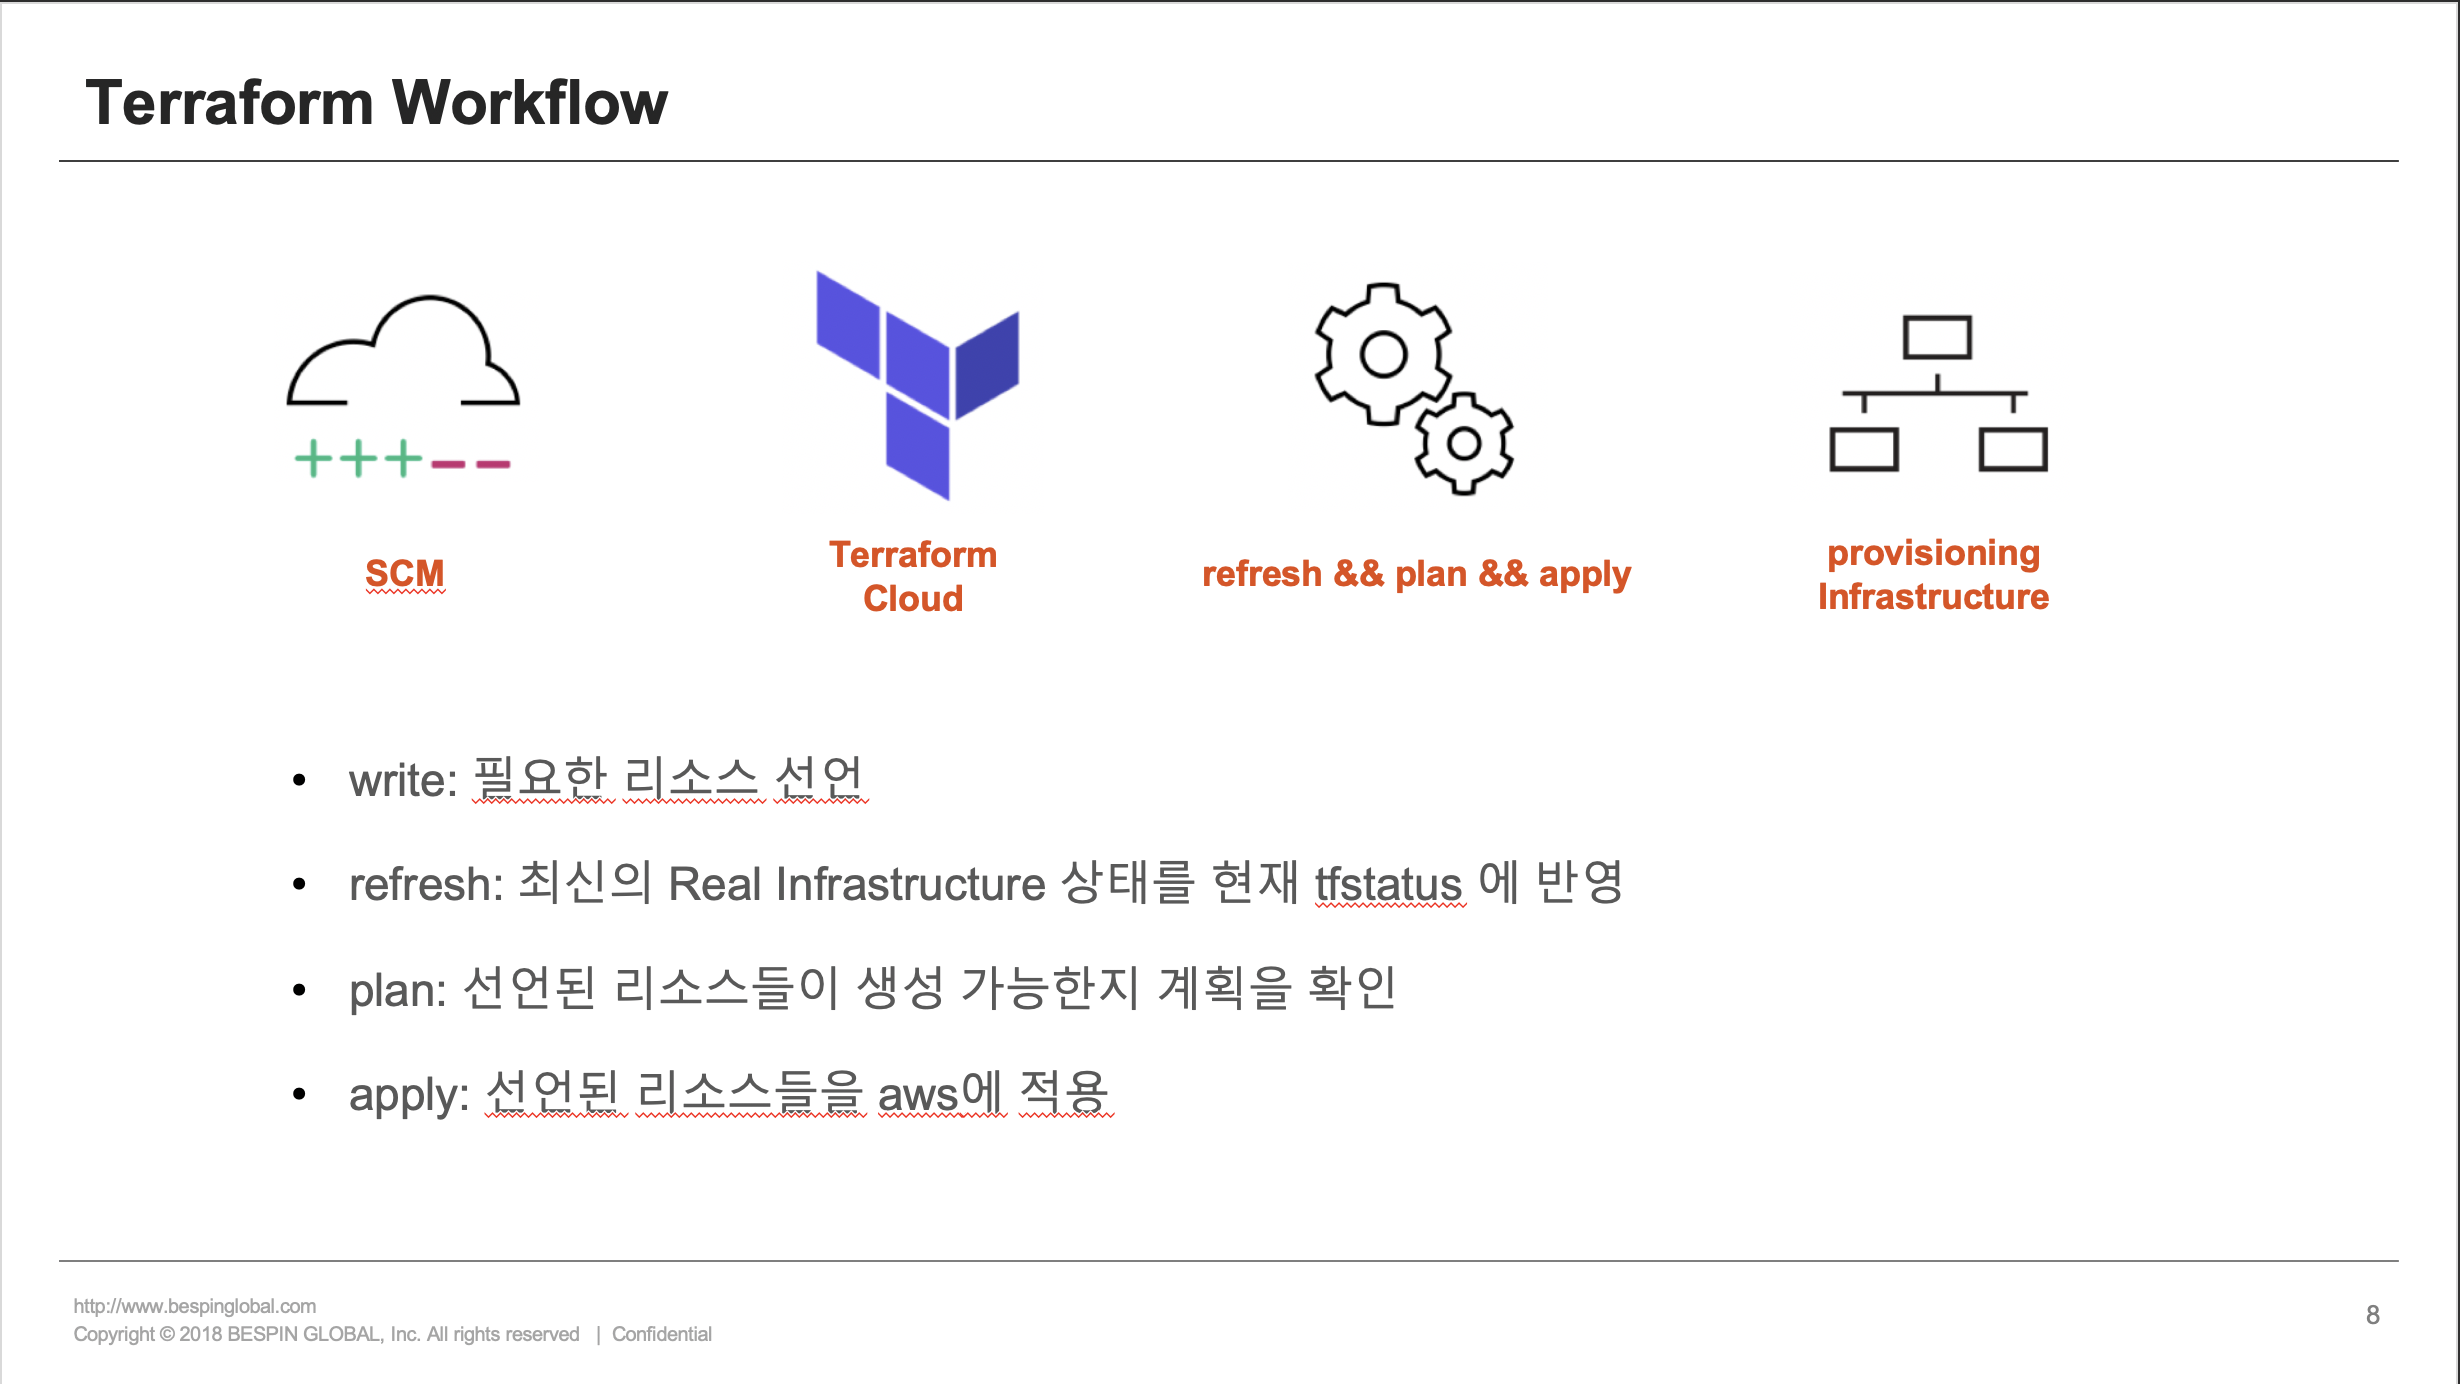 Terraform Workflow
SCM
Terraform
Cloud
refresh && plan && apply
provisioning
Infrastructure
• write: 필요한 리소스 선언
• refresh: 최신의 Real Infrastructure 상태를 현재 tfstatus 에 반영
• plan: 선언된 리소스들이 생성 가능한지 계획을 확인
• apply: 선언된 리소스들을 aws에 적용
http://www.bespinglobal.com
Copyright © 2018 BESPIN GLOBAL, Inc. All rights reserved | Confidential
8